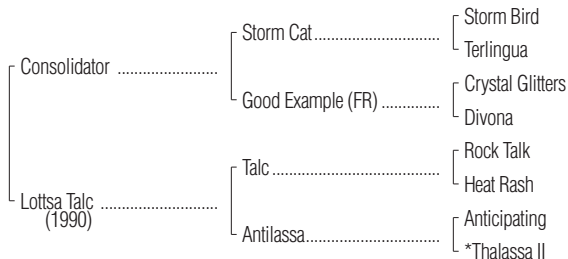 Storm Bird
Storm Cat
Terlingua
Consolidator
Crystal Glitters
Good Example (FR)
Divona
Rock Talk
Talc
Heat Rash
Lottsa Talc
(1990)
Anticipating
Antilassa
*Thalassa II